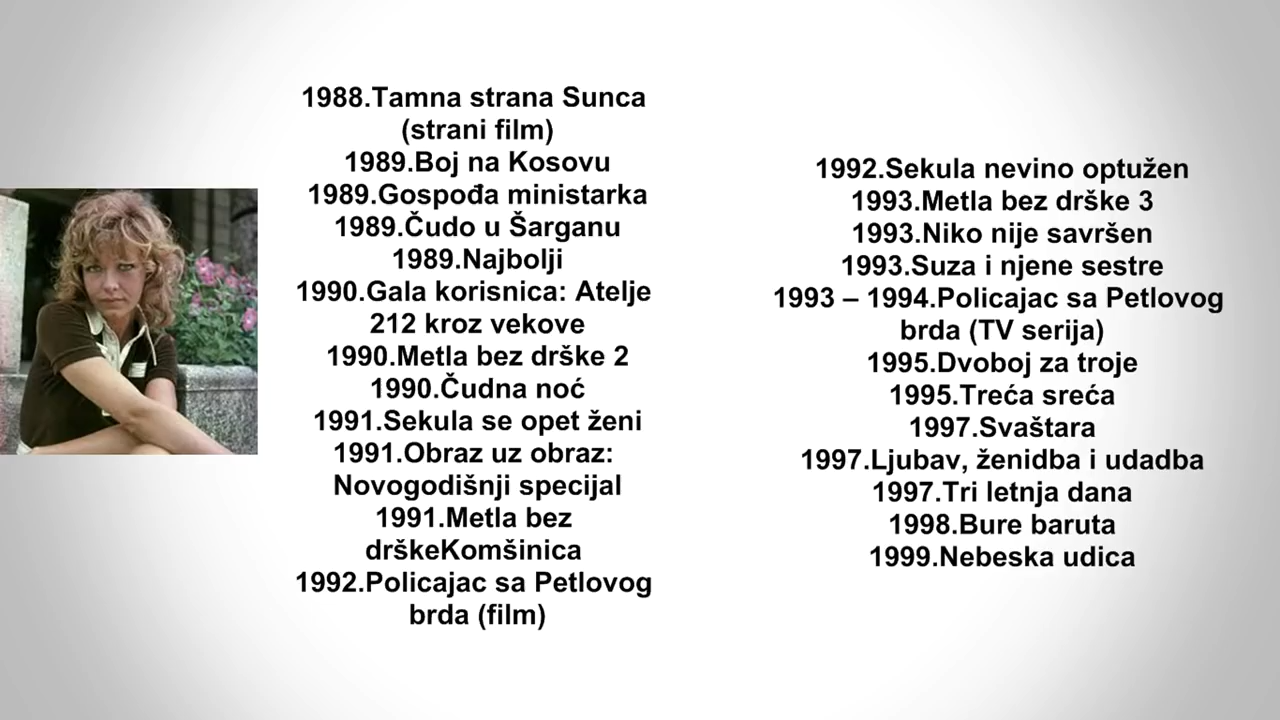 1988.Tamna strana Sunca
(strani film)
1989.Boj na Kosovu
1989.Gospođa ministarka
1989.Čudo u Šarganu
1989.Najbolji
1990.Gala korisnica: Atelje
212 kroz vekove
1990.Metla bez drške 2
1990.Čudna noć
1991.Sekula se opet ženi
1991.Obraz uz obraz:
Novogodišnji specijal
1991.Metla bez
drškeKomšinica
1992.Policajac sa Petlovog
brda (film)
1992.Sekula nevino optužen
1993.Metla bez drške 3
1993.Niko nije savršen
1993.Suza i njene sestre
1993 – 1994.Policajac sa Petlovog
brda (TV serija)
1995.Dvoboj za troje
1995.Treća sreća
1997.Svaštara
1997.Ljubav, ženidba i udadba
1997.Tri letnja dana
1998.Bure baruta
1999.Nebeska udica